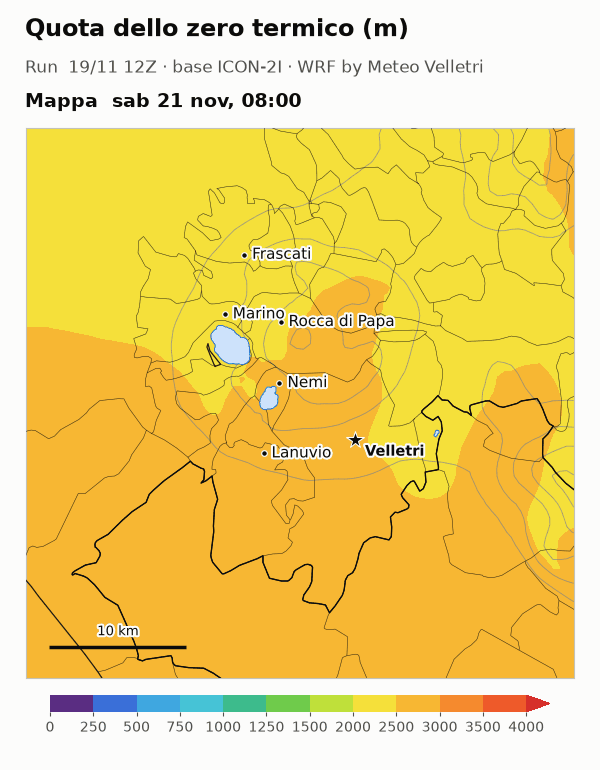 Quota dello zero termico (m)
Run  19/11 12Z · base ICON-2I · WRF by Meteo Velletri
Mappa  sab 21 nov, 08:00
Frascati
Marino
Rocca di Papa
Nemi
Velletri
Lanuvio
10 km
0 250 500 750 1000 1250 1500 2000 2500 3000 3500 4000